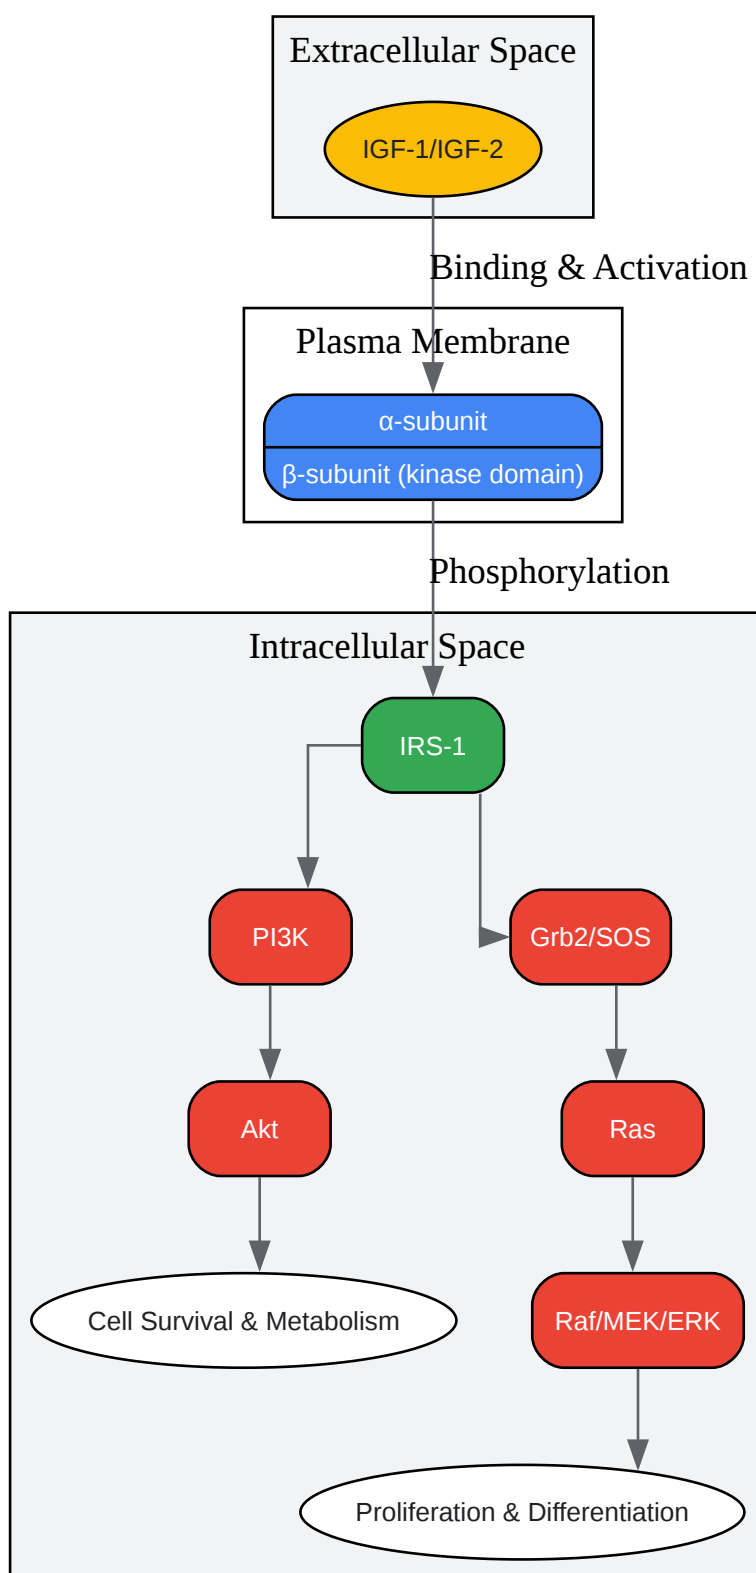 Extracellular Space
IGF-1/IGF-2
Binding & Activation
Plasma Membrane
α-subunit
β-subunit (kinase domain)
Phosphorylation
Intracellular Space
IRS-1
PI3K
Grb2/SOS
Akt
Ras
Cell Survival & Metabolism
Raf/MEK/ERK
Proliferation & Differentiation